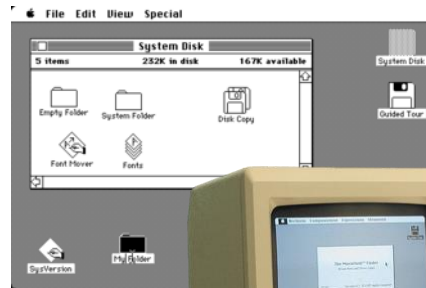 File Edit View Special
System Disk
5 items 232K in disk 167K available
System Disk
Empty Folder System Folder Disk Copy
Guided Tour
Font Mover Fonts
SysVersion My Folder